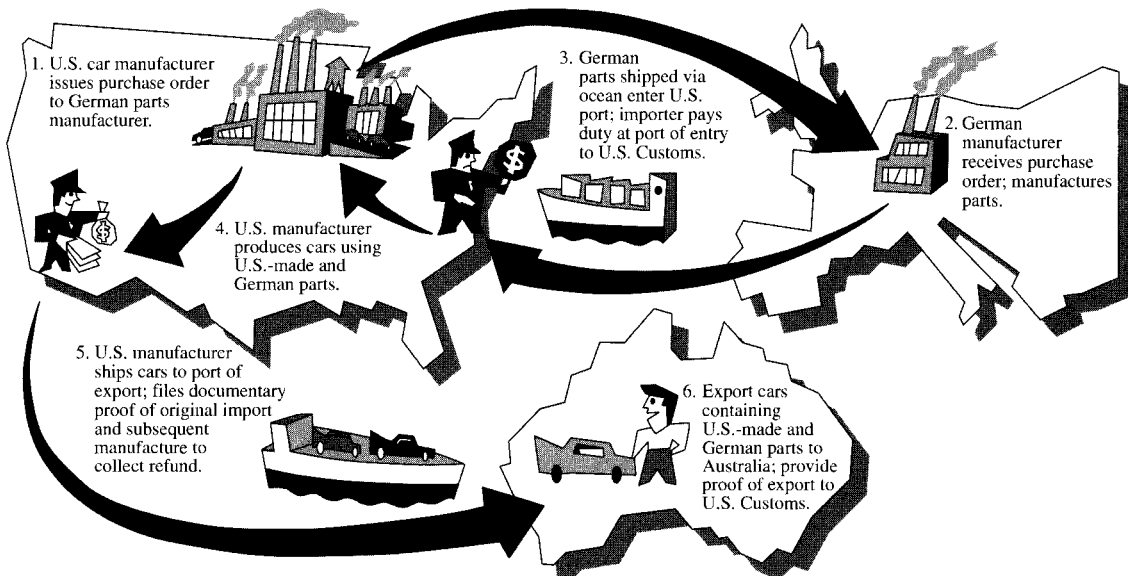 1. U.S. car manufacturer
issues purchase order
to German parts
manufacturer.
2. German
manufacturer
receives purchase
order; manufactures
parts.
3. German
parts shipped via
ocean enter U.S.
port; importer pays
duty at port of entry
to U.S. Customs.
$
$
4. U.S. manufacturer
produces cars using
U.S.-made and
German parts.
5. U.S. manufacturer
ships cars to port of
export; files documentary
proof of original import
and subsequent
manufacture to
collect refund.
6. Export cars
containing
U.S.-made and
German parts to
Australia; provide
proof of export to
U.S. Customs.